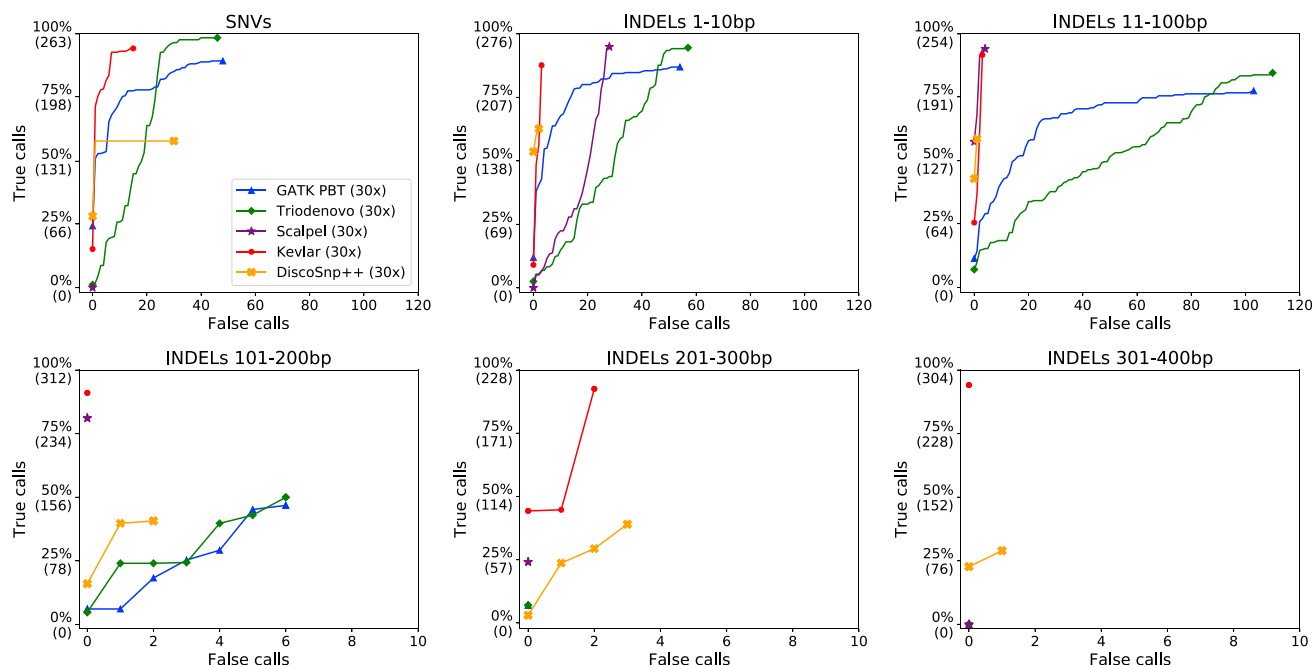 SNVs
100%
(263)
75%
(198)
50%
(131)
25%
(66)
0%
(0)
True calls
GATK PBT (30x)
Triodenovo (30x)
Scalpel (30x)
Kevlar (30x)
DiscoSnp++ (30x)
0 20 40 60 80 100 120
False calls
INDELs 1-10bp
100%
(276)
75%
(207)
50%
(138)
25%
(69)
0%
(0)
True calls
0 20 40 60 80 100 120
False calls
INDELs 11-100bp
100%
(254)
75%
(191)
50%
(127)
25%
(64)
0%
(0)
True calls
0 20 40 60 80 100 120
False calls
INDELs 101-200bp
100%
(312)
75%
(234)
50%
(156)
25%
(78)
0%
(0)
True calls
0 2 4 6 8 10
False calls
INDELs 201-300bp
100%
(228)
75%
(171)
50%
(114)
25%
(57)
0%
(0)
True calls
0 2 4 6 8 10
False calls
INDELs 301-400bp
100%
(304)
75%
(228)
50%
(152)
25%
(76)
0%
(0)
True calls
0 2 4 6 8 10
False calls